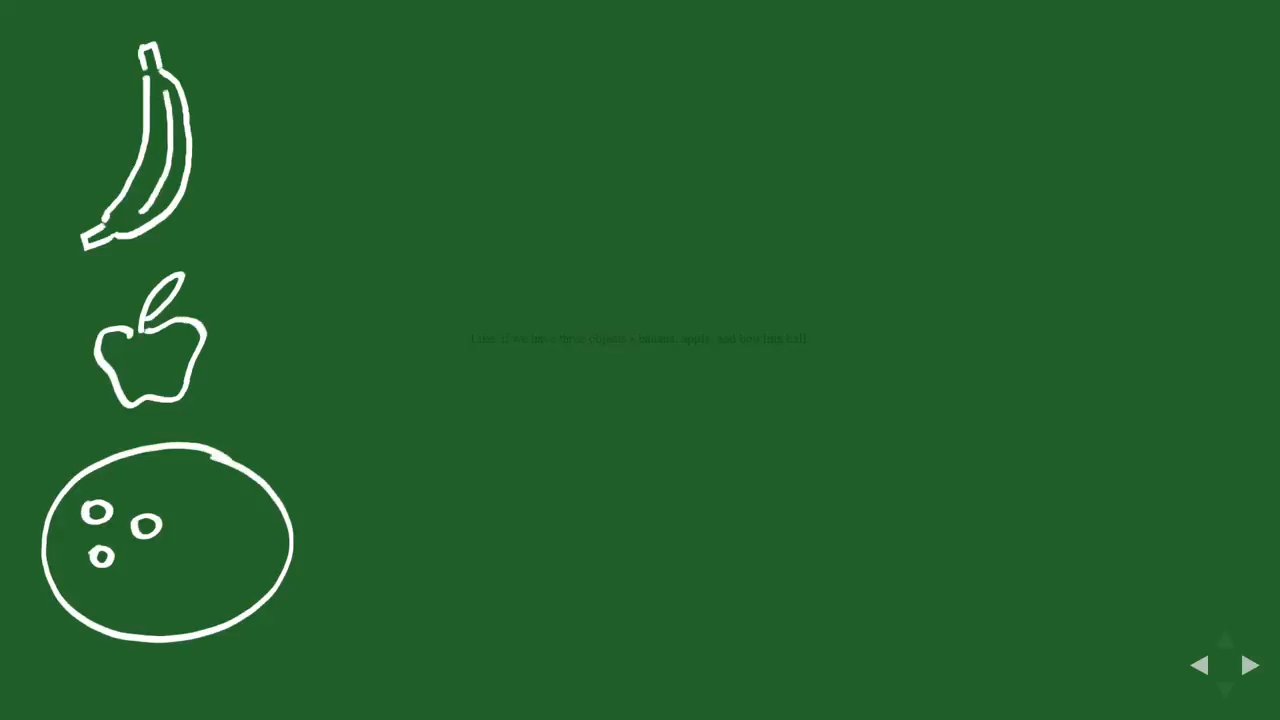 Like, if we have three objects - banana, apple, and bowling ball